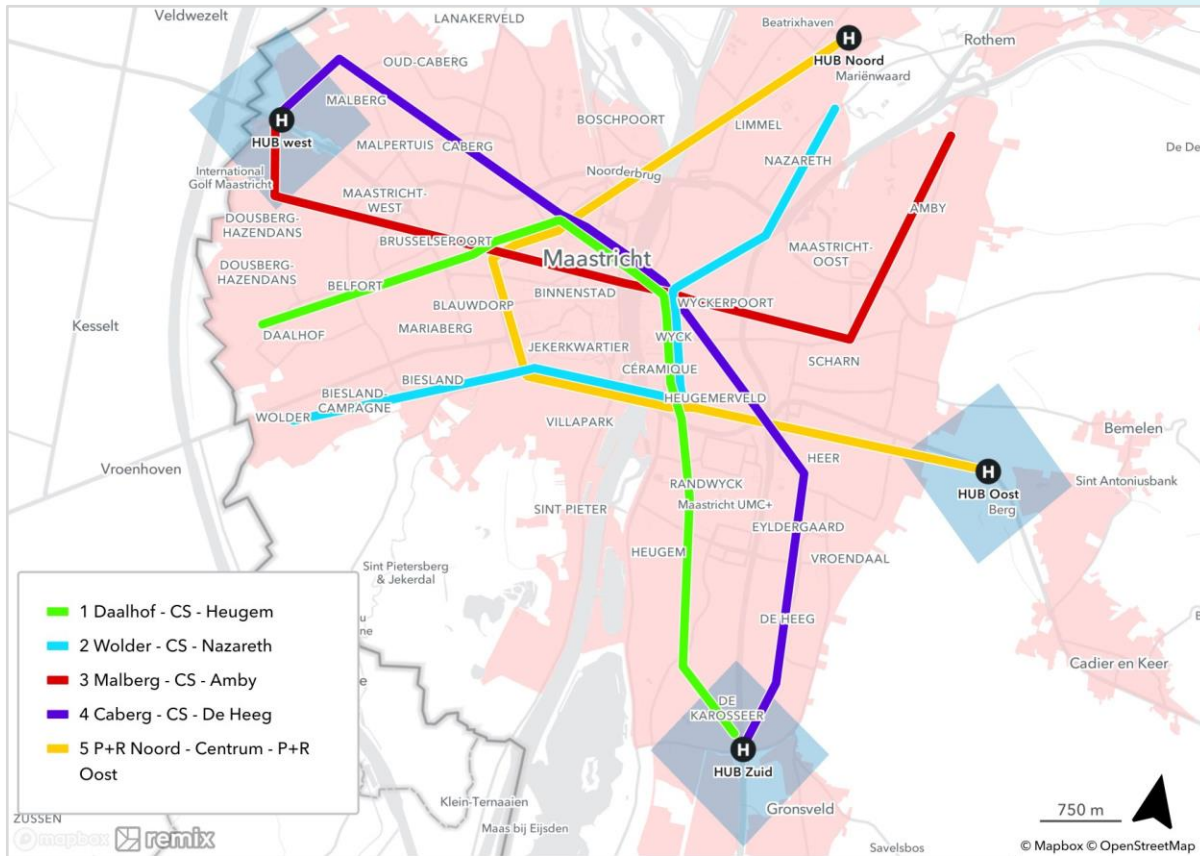 Veldwezelt
LANAKERVELD
Beatrixhaven
H
HUB Noord
Mariënwaard
Rothem
OUD-CABERG
MALBERG
H
HUB west
BOSCHPOORT
LIMMEL
MALPERTUIS
CABERG
NAZARETH
De De
International
Golf Maastricht
Noorderbrug
MAASTRICHT-
WEST
AMBY
DOUSBERG-
HAZENDANS
BRUSSELSEPOORT
MAASTRICHT-
OOST
Maastricht
DOUSBERG-
HAZENDANS
BELFORT
BINNENSTAD
BLAUWDORP
WYCKERPOORT
Kesselt
DAALHOF
MARIABERG
WYCK
JEKERKWARTIER
SCHARN
CÉRAMIQUE
BIESLAND
BIESLAND-
CAMPAGNE
HEUGEMERVELD
WOLDER
VILLAPARK
Bemelen
Vroenhoven
HEER
H
HUB Oost
Berg
Sint Antoniusbank
RANDWYCK
Maastricht UMC+
SINT PIETER
EYLDERGAARD
HEUGEM
VROENDAAL
Sint Pietersberg
& Jekerdal
DE HEEG
Cadier en Keer
DE
KAROSSEER
H
HUB Zuid
Gronsveld
1 Daalhof - CS - Heugem
2 Wolder - CS - Nazareth
3 Malberg - CS - Amby
4 Caberg - CS - De Heeg
5 P+R Noord - Centrum - P+R
Oost
Klein-Ternaaien
Maas bij Eijsden
ZUSSEN
mapbox remix
Savelsbos
750 m
© Mapbox © OpenStreetMap